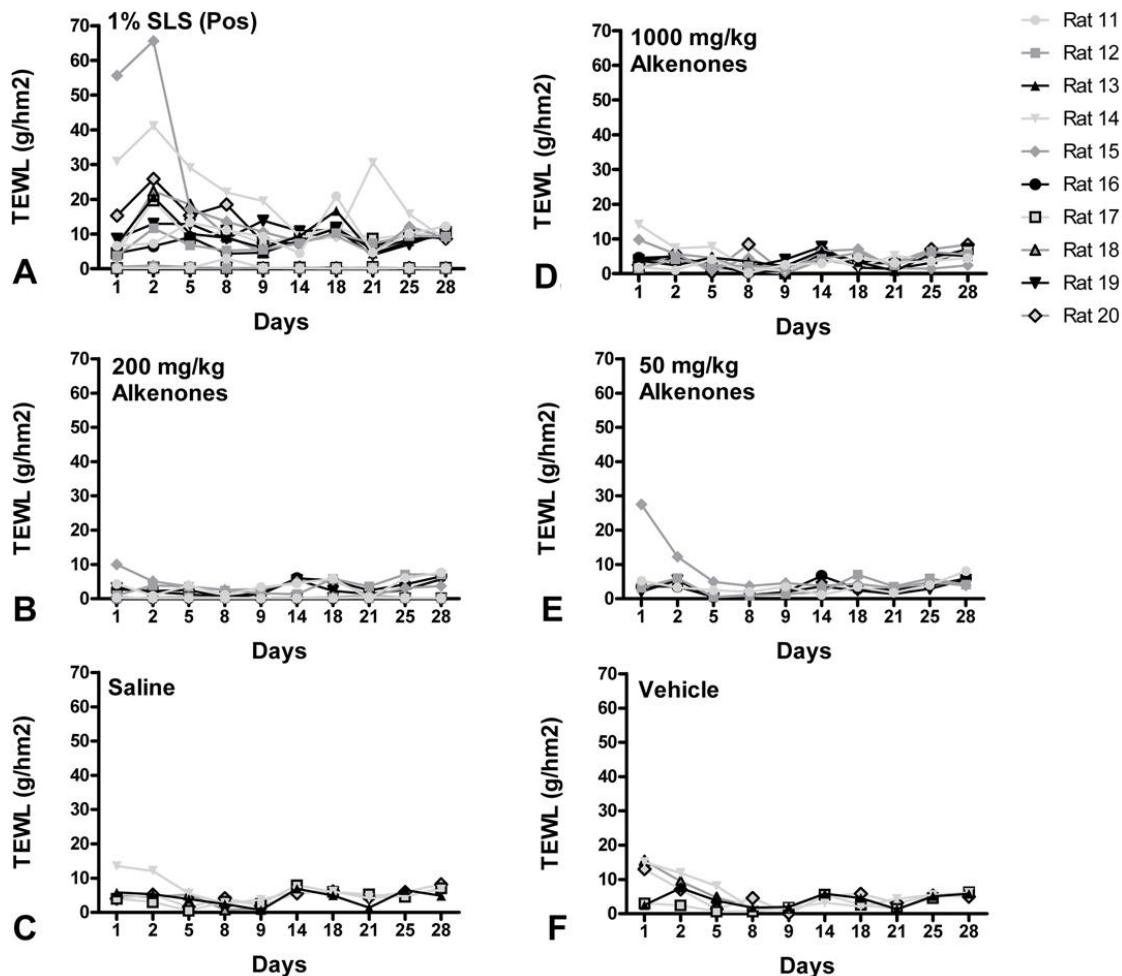 1% SLS (Pos)
TEWL (g/hm2)
70
60
50
40
30
20
10
0
1 2 5 8 9 14 18 21 25 28
Days
A
1000 mg/kg
Alkenones
TEWL (g/hm2)
70
60
50
40
30
20
10
0
1 2 5 8 9 14 18 21 25 28
Days
D
Rat 11
Rat 12
Rat 13
Rat 14
Rat 15
Rat 16
Rat 17
Rat 18
Rat 19
Rat 20
200 mg/kg
Alkenones
TEWL (g/hm2)
70
60
50
40
30
20
10
0
1 2 5 8 9 14 18 21 25 28
Days
B
50 mg/kg
Alkenones
TEWL (g/hm2)
70
60
50
40
30
20
10
0
1 2 5 8 9 14 18 21 25 28
Days
E
Saline
TEWL (g/hm2)
70
60
50
40
30
20
10
0
1 2 5 8 9 14 18 21 25 28
Days
C
Vehicle
TEWL (g/hm2)
70
60
50
40
30
20
10
0
1 2 5 8 9 14 18 21 25 28
Days
F